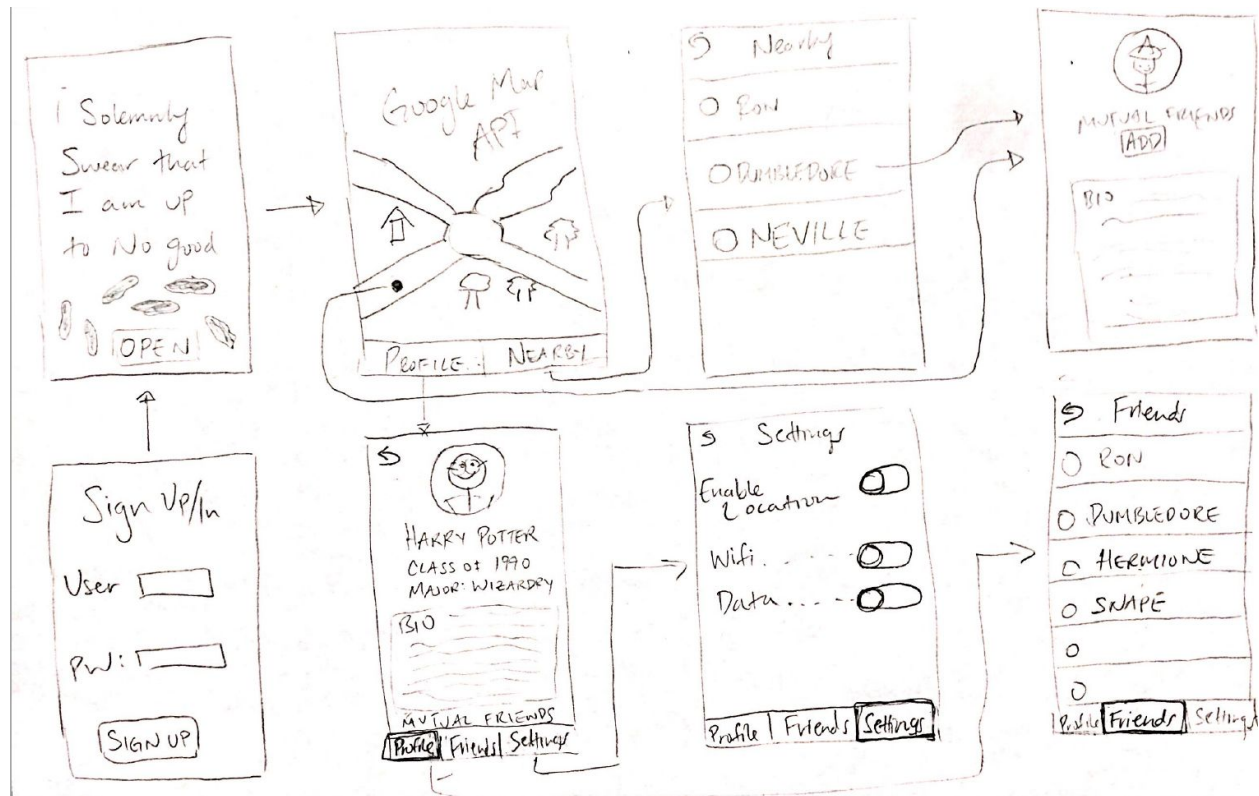 i Solemnly
Swear that
I am up
to No good
OPEN
Google Map
API
PROFILE
NEARBY
Nearby
RON
DUMBLEDORE
NEVILLE
MUTUAL FRIENDS
ADD
BIO
Sign Up/In
User
PW:
SIGN UP
HARRY POTTER
CLASS of 1990
MAJOR: WIZARDRY
BIO
MUTUAL FRIENDS
Profile Friends Settings
Settings
Enable
Location
Wifi....
Data.....
Profile Friends Settings
Friends
RON
DUMBLEDORE
HERMIONE
SNAPE
Profile Friends Settings